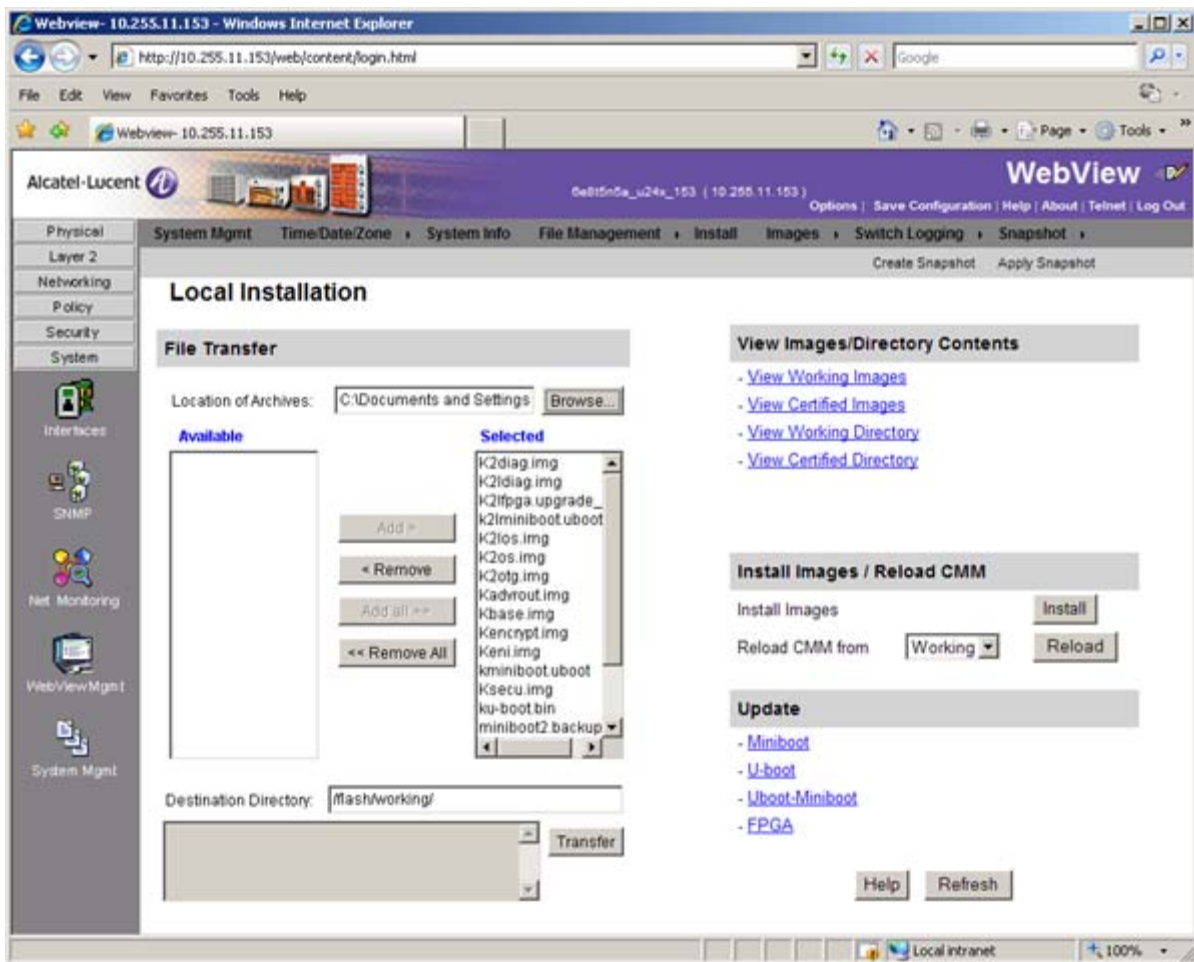 Webview- 10.255.11.153 - Windows Internet Explorer
http://10.255.11.153/web/content/login.html
Google
File Edit View Favorites Tools Help
Webview- 10.255.11.153
Page Tools
Alcatel-Lucent
6e8t5n5a_u24x_153 ( 10.255.11.153 )
WebView
Options | Save Configuration | Help | About | Telnet | Log Out
Physical
Layer 2
Networking
Policy
Security
System
Interfaces
SNMP
Net Monitoring
WebViewMgmt
System Mgmt
System Mgmt Time/Date/Zone System Info File Management Install Images Switch Logging Snapshot
Create Snapshot Apply Snapshot
Local Installation
File Transfer
Location of Archives: C:\Documents and Settings Browse...
Available
Selected
K2diag.img
K2ldiag.img
K2lfpga.upgrade_
k2lminiboot.uboot
K2los.img
K2os.img
K2otg.img
Kadvrout.img
Kbase.img
Kencrypt.img
Keni.img
kminiboot.uboot
Ksecu.img
ku-boot.bin
miniboot2.backup
Add >
< Remove
Add all >>
<< Remove All
Destination Directory: /flash/working/
Transfer
View Images/Directory Contents
- View Working Images
- View Certified Images
- View Working Directory
- View Certified Directory
Install Images / Reload CMM
Install Images Install
Reload CMM from Working Reload
Update
- Miniboot
- U-boot
- Uboot-Miniboot
- FPGA
Help Refresh
Local intranet 100%